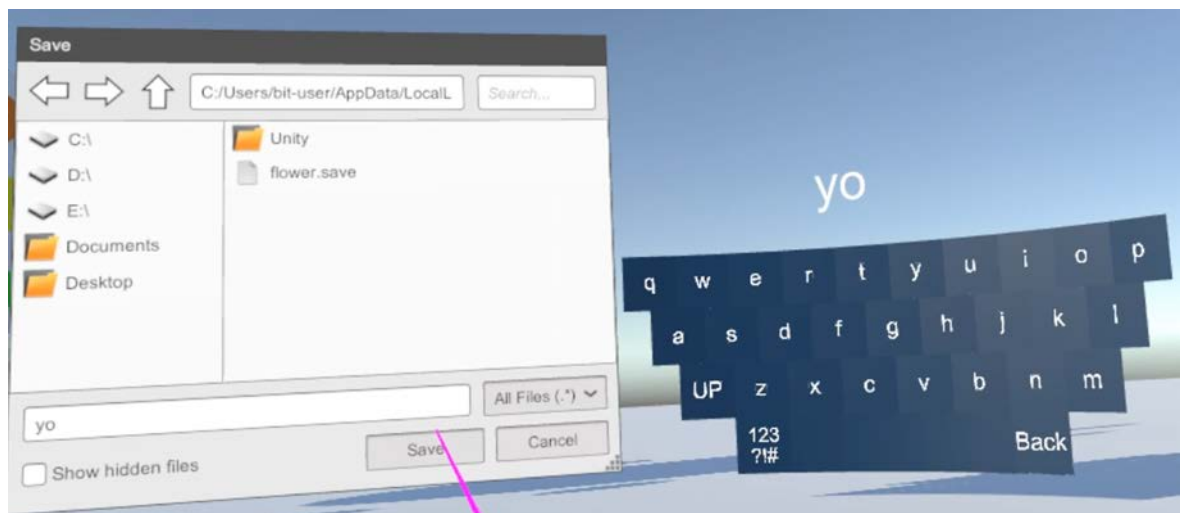 Save
C:/Users/bit-user/AppData/LocalL
Search...
C:\
D:\
E:\
Documents
Desktop
Unity
flower.save
yo
All Files (.*)
Show hidden files
Save
Cancel
yo
q w e r t y u i o p
a s d f g h j k l
UP z x c v b n m
123
?!#
Back